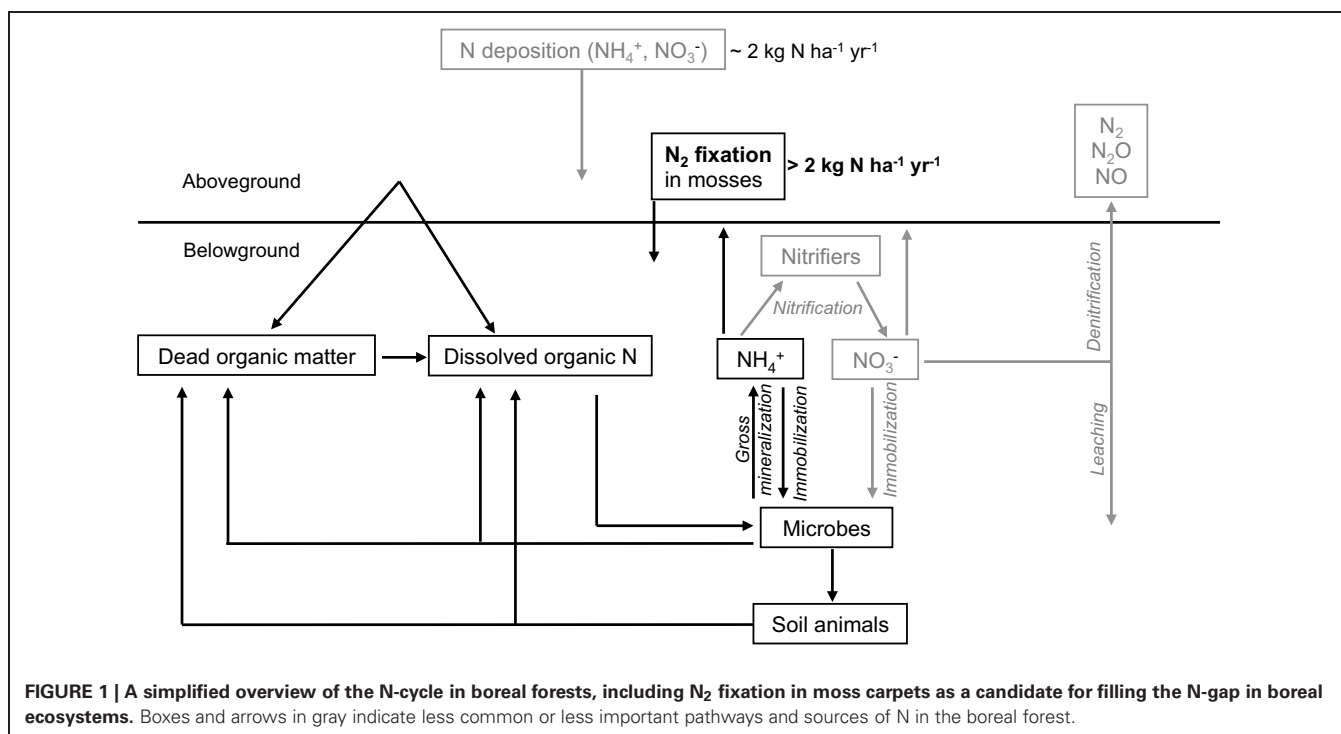 N deposition (NH₄⁺, NO₃⁻) ~ 2 kg N ha⁻¹ yr⁻¹
N₂
N₂O
NO
N₂ fixation
in mosses
> 2 kg N ha⁻¹ yr⁻¹
Aboveground
Belowground
Nitrifiers
Nitrification
Denitrification
Dead organic matter
Dissolved organic N
NH₄⁺
NO₃⁻
Gross
mineralization
Immobilization
Immobilization
Leaching
Microbes
Soil animals
FIGURE 1 | A simplified overview of the N-cycle in boreal forests, including N₂ fixation in moss carpets as a candidate for filling the N-gap in boreal
ecosystems. Boxes and arrows in gray indicate less common or less important pathways and sources of N in the boreal forest.